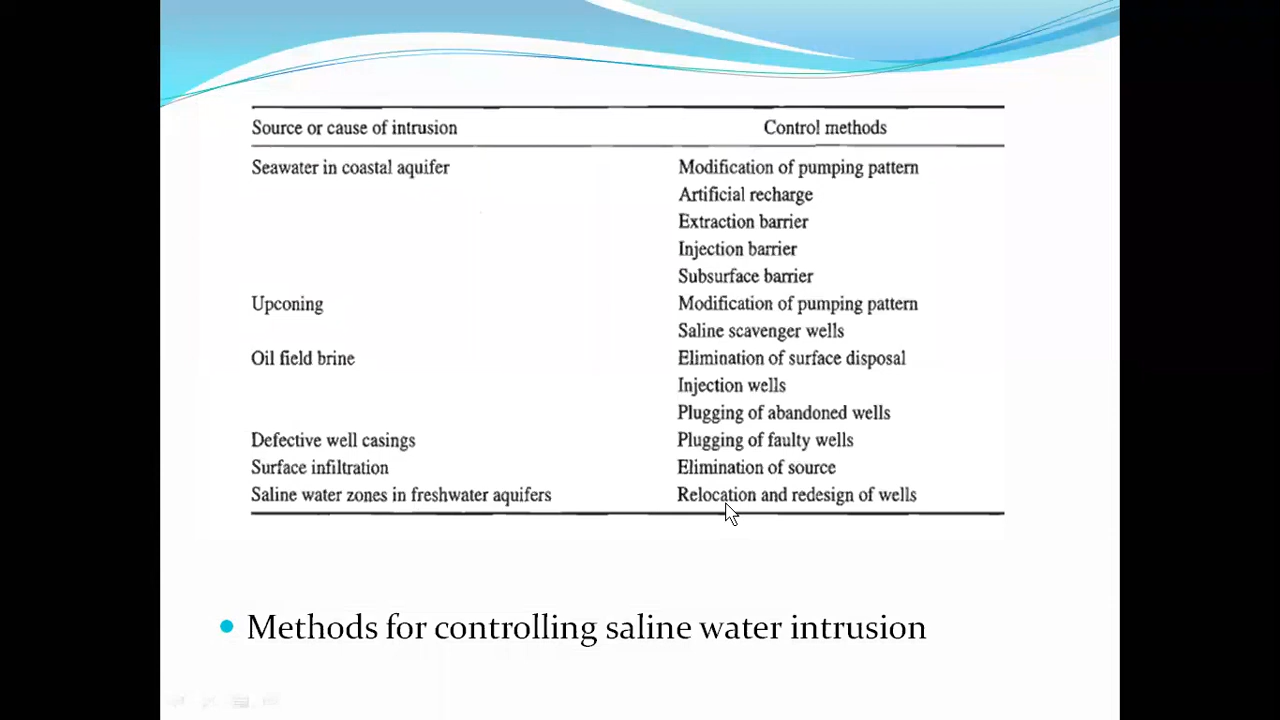 Source or cause of intrusion Control methods
Seawater in coastal aquifer Modification of pumping pattern
Artificial recharge
Extraction barrier
Injection barrier
Subsurface barrier
Upconing Modification of pumping pattern
Saline scavenger wells
Oil field brine Elimination of surface disposal
Injection wells
Plugging of abandoned wells
Defective well casings Plugging of faulty wells
Surface infiltration Elimination of source
Saline water zones in freshwater aquifers Relocation and redesign of wells
• Methods for controlling saline water intrusion